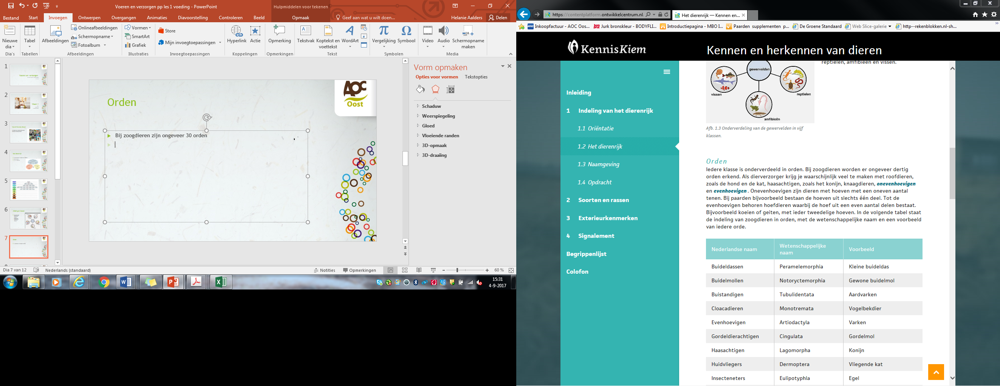 Voeren en verzorgen pp les 1 voeding - PowerPoint
Hulpmiddelen voor tekenen
Bestand Start Invoegen Ontwerpen Overgangen Animaties Diavoorstelling Controleren Beeld Opmaak Geef aan wat u wilt doen... Helanie Aalders Delen
Nieuwe dia
Tabel
Afbeeldingen
Onlineafbeeldingen
Schermopname
Fotoalbum
Vormen
SmartArt
Grafiek
Store
Mijn invoegtoepassingen
Hyperlink
Actie
Opmerking
Tekstvak
Koptekst en voettekst
WordArt
Vergelijking
Symbool
Video
Audio
Schermopname maken
Dia's Tabellen Afbeeldingen Illustraties Invoegtoepassingen Koppelingen Opmerkingen Tekst Symbolen Media
1
2
3
4
5
6
7
Orden
AOC
Oost
Bij zoogdieren zijn ongeveer 30 orden
Vorm opmaken
Opties voor vormen Tekstopties
Schaduw
Weerspiegeling
Gloed
Vloeiende randen
3D-opmaak
3D-draaiing
Dia 7 van 12 Nederlands (standaard) Notities Opmerkingen 60 %
15:31
4-9-2017
https://contentplatform.ontwikkelcentrum.nl
Het dierenrijk — Kennen en...
Inkoopfactuur - AOC Oos... Jurk bronskleur - BODYFLI... Introductiepagina - MBO I... Paarden supplementen p... De Groene Standaard Web Slice-galerie http--rekenblokken.nl-sh...
KennisKiem
Kennen en herkennen van dieren
Inleiding
1 Indeling van het dierenrijk
1.1 Oriëntatie
1.2 Het dierenrijk
1.3 Naamgeving
1.4 Opdracht
2 Soorten en rassen
3 Exterieurkenmerken
4 Signalement
Begrippenlijst
Colofon
reptielen, amfibieën en vissen.
gewervelden
vissen
reptielen
amfibieën
Afb. 1.3 Onderverdeling van de gewervelden in vijf
klassen.
Orden
Iedere klasse is onderverdeeld in orden. Bij zoogdieren worden er ongeveer dertig
orden erkend. Als dierverzorger krijg je waarschijnlijk veel te maken met roofdieren,
zoals de hond en de kat, haasachtigen, zoals het konijn, knaagdieren, onevenhoevigen
en evenhoevigen. Onevenhoevigen zijn dieren met hoeven met een oneven aantal
tenen. Bij paarden bijvoorbeeld bestaan de hoeven uit slechts één deel. Tot de
evenhoevigen behoren hoefdieren waarbij de hoef uit een even aantal delen bestaat.
Bijvoorbeeld koeien of geiten, met ieder tweedelige hoeven. In de volgende tabel staat
de indeling van zoogdieren in orden, met de wetenschappelijke naam en een voorbeeld
van iedere orde.
Nederlandse naam Wetenschappelijke naam Voorbeeld
Buideldassen Peramelemorphia Kleine buideldas
Buidelmollen Notoryctemorphia Gewone buidelmol
Buistandigen Tubulidentata Aardvarken
Cloacadieren Monotremata Vogelbekdier
Evenhoevigen Artiodactyla Varken
Gordeldierachtigen Cingulata Gordelmol
Haasachtigen Lagomorpha Konijn
Huidvliegers Dermoptera Vliegende kat
Insecteneters Eulipotyphla Egel